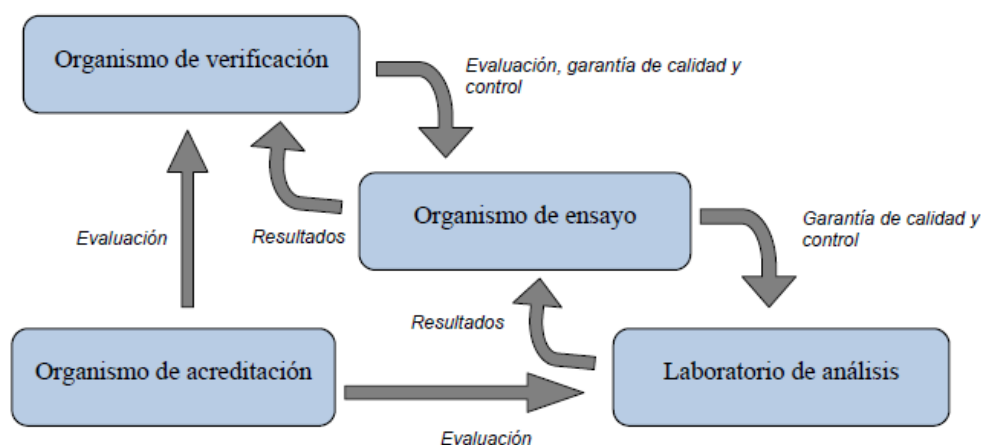 Organismo de verificación
Evaluación, garantía de calidad y
control
Organismo de ensayo
Evaluación
Resultados
Garantía de calidad y
control
Resultados
Organismo de acreditación
Laboratorio de análisis
Evaluación